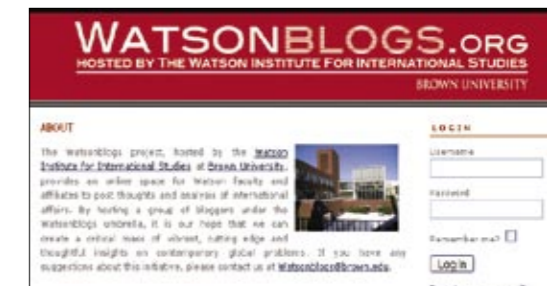 WATSONBLOGS.ORG
HOSTED BY THE WATSON INSTITUTE FOR INTERNATIONAL STUDIES
BROWN UNIVERSITY
ABOUT
The watsonblogs project, hosted by the Watson
Institute for International Studies at Brown University,
provides an online space for Watson faculty and
affiliates to post thoughts and analysis of international
affairs. By hosting a group of bloggers under the
Watsonblogs umbrella, it is our hope that we can
create a critical mass of vibrant, cutting edge and
thoughtful insights on contemporary global problems. If you have any
suggestions about this initiative, please contact us at Watsonblogs@brown.edu.
LOGIN
Username
Password
Remember me?
Login